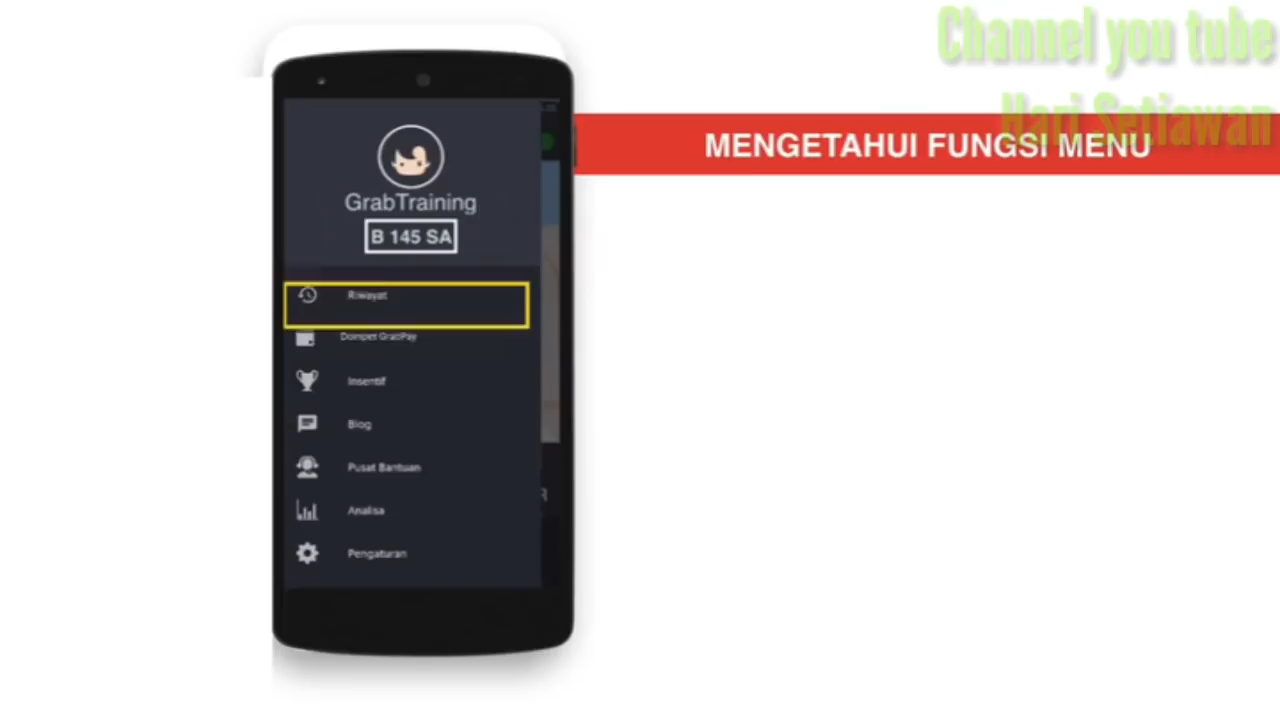 Channel you tube
Hari Setiawan
MENGETAHUI FUNGSI MENU
GrabTraining
B 145 SA
Riwayat
Dompet GrabPay
Insentif
Blog
Pusat Bantuan
Analisa
Pengaturan